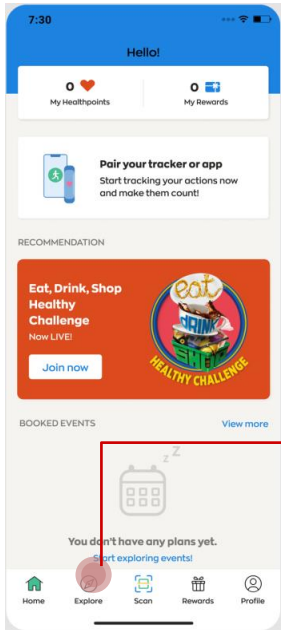 7:30
Hello!
0
My Healthpoints
0
My Rewards
Pair your tracker or app
Start tracking your actions now
and make them count!
RECOMMENDATION
Eat, Drink, Shop
Healthy
Challenge
Now LIVE!
Join now
eat
DRINK
SHOP
HEALTHY CHALLENGE
BOOKED EVENTS
View more
z Z
You don't have any plans yet.
Start exploring events!
Home
Explore
Scan
Rewards
Profile